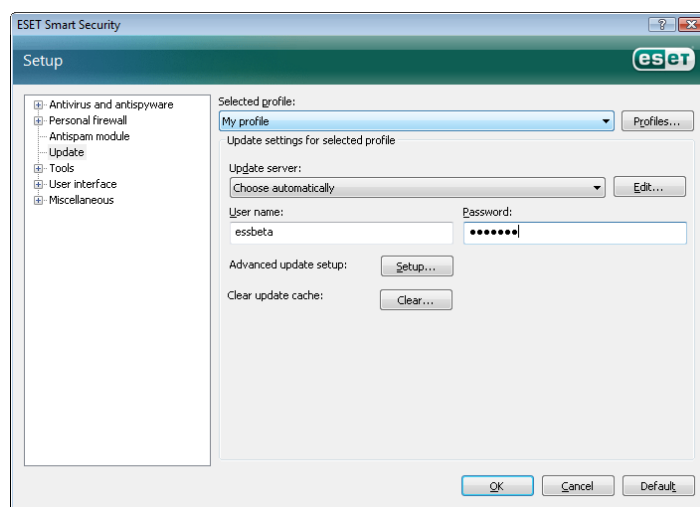 ESET Smart Security
Setup
eset
Antivirus and antispyware
Personal firewall
Antispam module
Update
Tools
User interface
Miscellaneous
Selected profile:
My profile
Profiles...
Update settings for selected profile
Update server:
Choose automatically
Edit...
User name:
Password:
essbeta
●●●●●●●
Advanced update setup:
Setup...
Clear update cache:
Clear...
OK
Cancel
Default